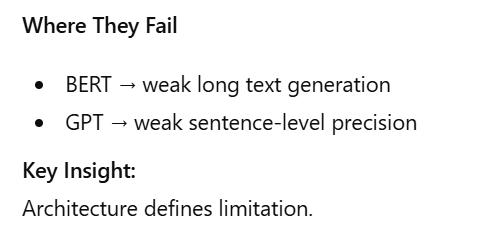 Where They Fail
• BERT → weak long text generation
• GPT → weak sentence-level precision
Key Insight:
Architecture defines limitation.